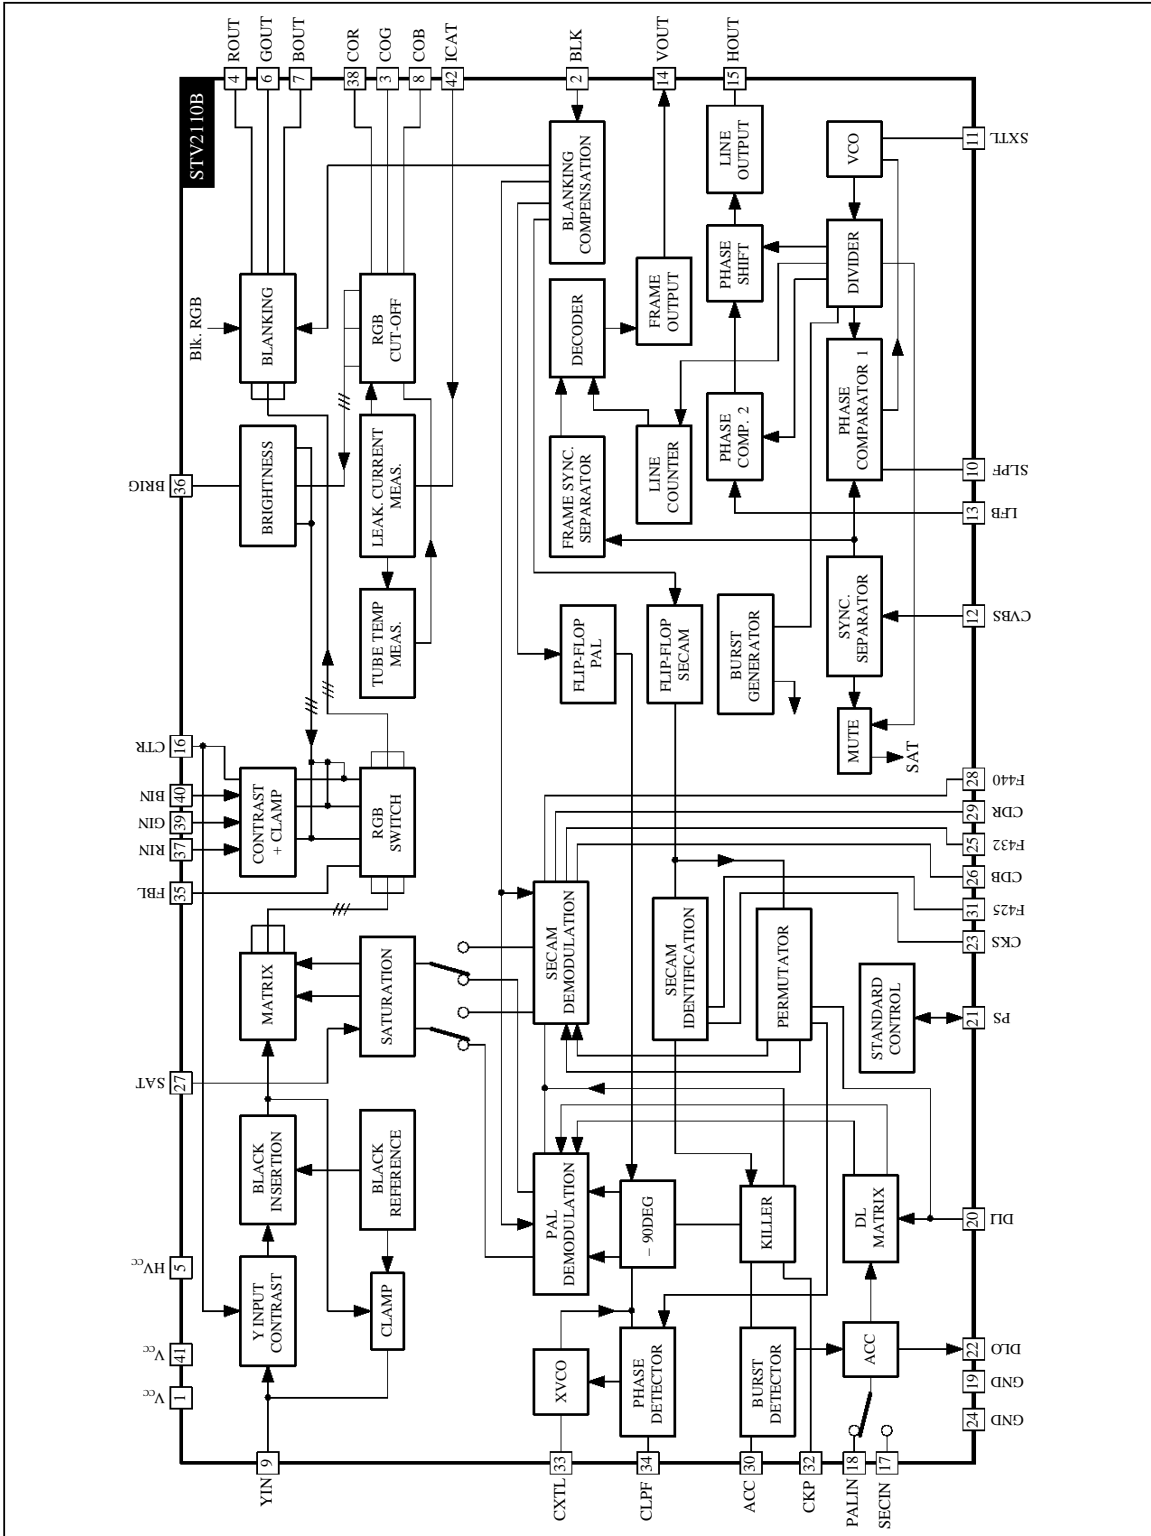 STV2110B
ROUT
4
GOUT
6
BOUT
7
COR
38
COG
3
COB
8
ICAT
42
BLK
2
VOUT
14
HOUT
15
Blk. RGB
BLANKING
RGB
CUT-OFF
BLANKING
COMPENSATION
LINE
OUTPUT
VCO
11
SXTL
PHASE
SHIFT
DIVIDER
DECODER
FRAME
OUTPUT
BRIG
36
BRIGHTNESS
LEAK. CURRENT
MEAS.
TUBE TEMP
MEAS.
FRAME SYNC.
SEPARATOR
LINE
COUNTER
PHASE
COMP. 2
PHASE
COMPARATOR 1
10
SLPF
13
LFB
FLIP-FLOP
PAL
FLIP-FLOP
SECAM
BURST
GENERATOR
SYNC.
SEPARATOR
12
CVBS
MUTE
SAT
CTR
16
BIN
40
GIN
39
RIN
37
FBL
35
CONTRAST
+ CLAMP
RGB
SWITCH
28
F440
29
CDR
25
F432
26
CDB
31
F425
23
CKS
MATRIX
SATURATION
SECAM
DEMODULATION
SECAM
IDENTIFICATION
PERMUTATOR
STANDARD
CONTROL
21
PS
SAT
27
BLACK
INSERTION
BLACK
REFERENCE
PAL
DEMODULATION
– 90DEG
KILLER
DL
MATRIX
20
DLI
HVCC
5
VCC
41
VCC
1
Y INPUT
CONTRAST
CLAMP
XVCO
PHASE
DETECTOR
BURST
DETECTOR
ACC
22
DLO
19
GND
24
GND
YIN
9
CXTL
33
CLPF
34
ACC
30
CKP
32
PALIN
18
SECIN
17